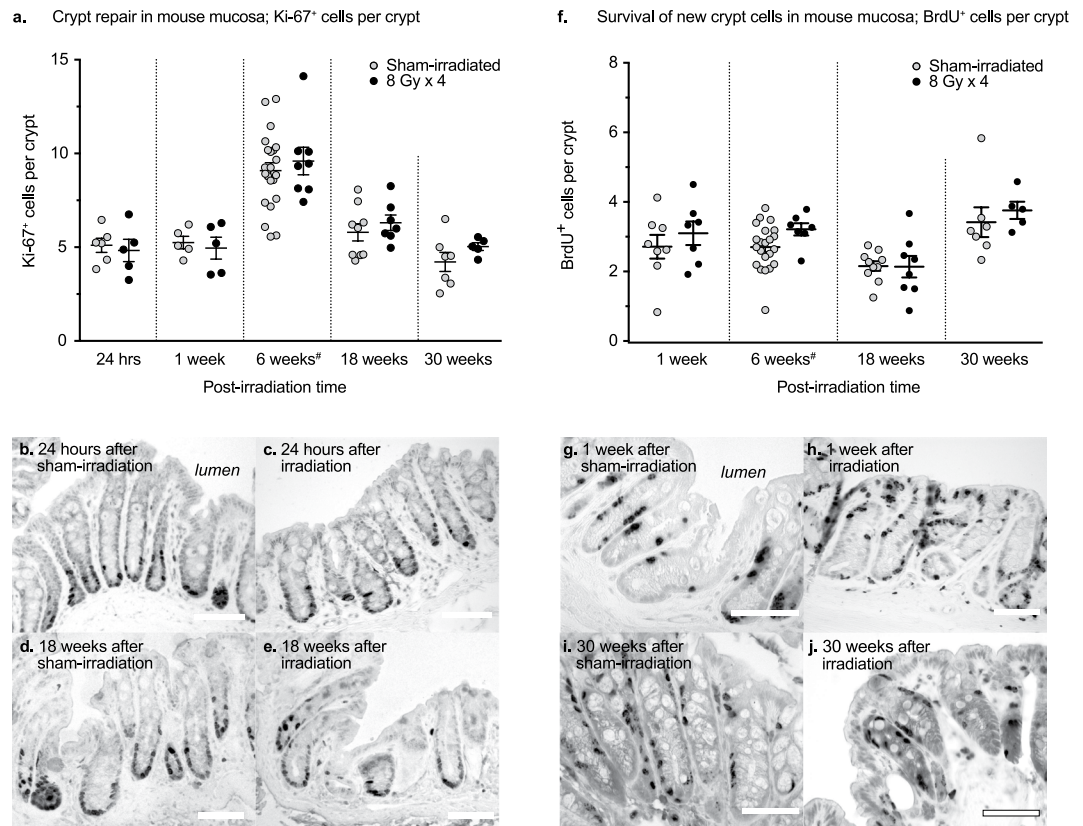 a. Crypt repair in mouse mucosa; Ki-67⁺ cells per crypt
15
10
5
0
Ki-67⁺ cells per crypt
Sham-irradiated
8 Gy x 4
24 hrs
1 week
6 weeks#
18 weeks
30 weeks
Post-irradiation time
f. Survival of new crypt cells in mouse mucosa; BrdU⁺ cells per crypt
8
6
4
2
0
BrdU⁺ cells per crypt
Sham-irradiated
8 Gy x 4
1 week
6 weeks#
18 weeks
30 weeks
Post-irradiation time
b. 24 hours after
sham-irradiation
lumen
c. 24 hours after
irradiation
d. 18 weeks after
sham-irradiation
e. 18 weeks after
irradiation
g. 1 week after
sham-irradiation
lumen
h. 1 week after
irradiation
i. 30 weeks after
sham-irradiation
j. 30 weeks after
irradiation